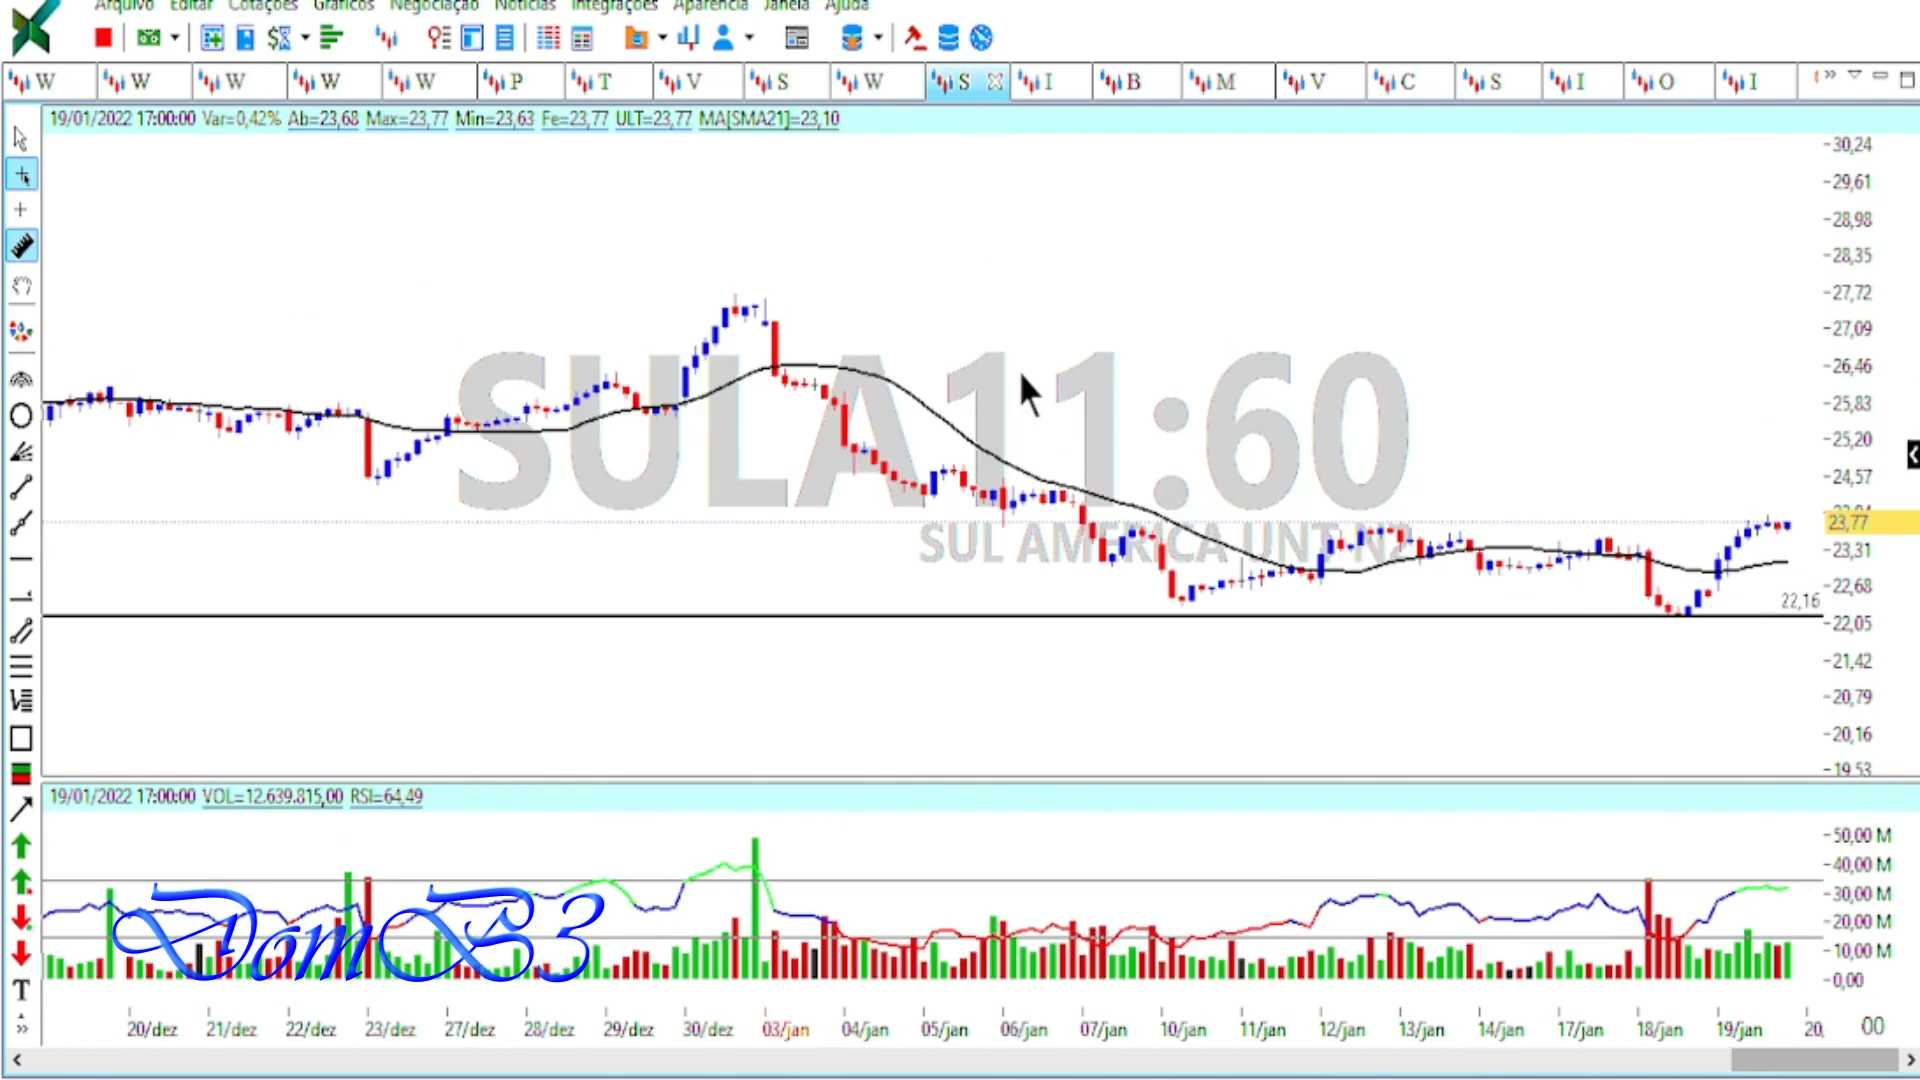 Arquivo Editar Cotações Gráficos Negociação Notícias Integrações Aparência Janela Ajuda
W W W W W P T V S W S I B M V C S I O I
19/01/2022 17:00:00 Var=0,42% Ab=23,68 Max=23,77 Min=23,63 Fe=23,77 ULT=23,77 MA[SMA21]=23,10
30,24
29,61
28,98
28,35
27,72
27,09
26,46
25,83
25,20
24,57
23,77
23,31
22,68
22,16
22,05
21,42
20,79
20,16
19,53
SULA11:60
SUL AMERICA UNT N2
19/01/2022 17:00:00 VOL=12.639.815,00 RSI=64,49
50,00 M
40,00 M
30,00 M
20,00 M
10,00 M
0,00
DomB3
20/dez 21/dez 22/dez 23/dez 27/dez 28/dez 29/dez 30/dez 03/jan 04/jan 05/jan 06/jan 07/jan 10/jan 11/jan 12/jan 13/jan 14/jan 17/jan 18/jan 19/jan 20, 00